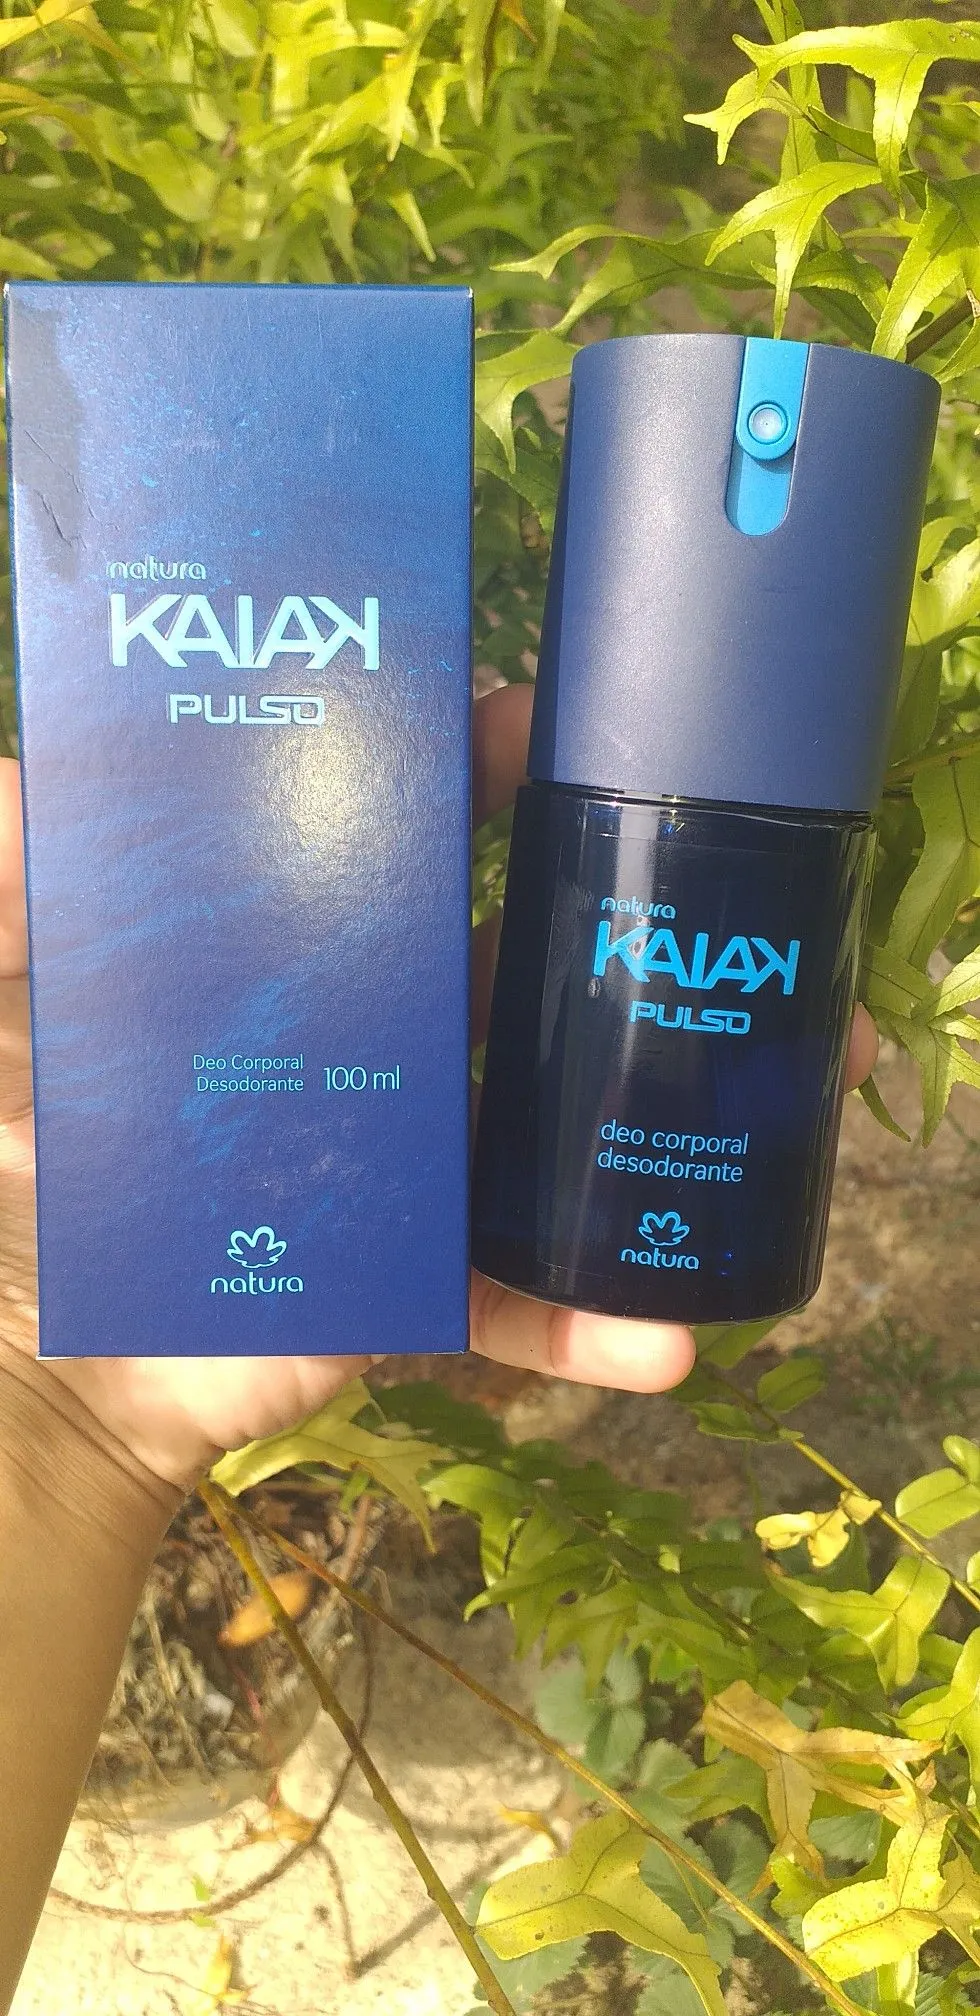 natura
KAIAK
PULSO
Deo Corporal
Desodorante 100 ml
natura
natura
KAIAK
PULSO
deo corporal
desodorante
natura